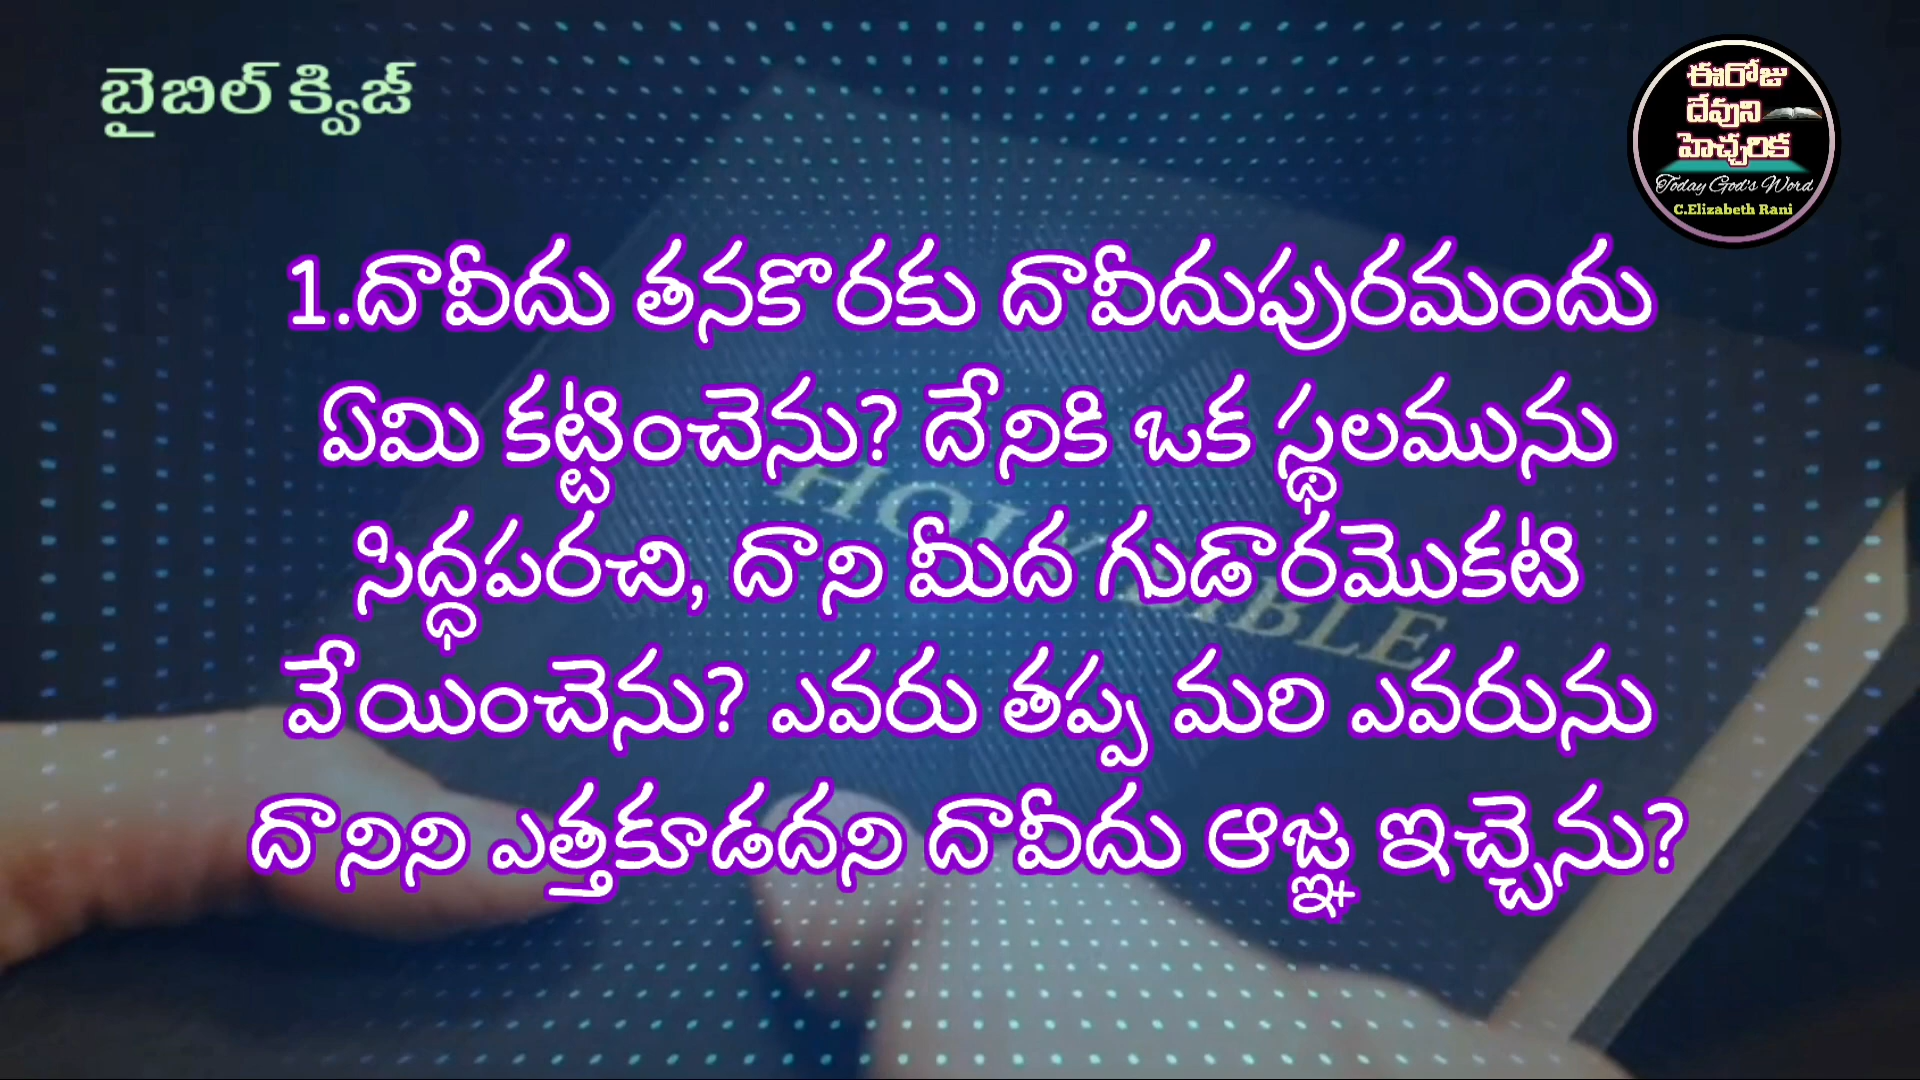 బైబిల్ క్విజ్
ఈరోజు
దేవుని
హెచ్చరిక
Today God's Word
C.Elizabeth Rani
1.దావీదు తనకొరకు దావీదుపురమందు
ఏమి కట్టించెను? దేనికి ఒక స్థలమును
సిద్ధపరచి, దాని మీద గుడారమొకటి
వేయించెను? ఎవరు తప్ప మరి ఎవరును
దానిని ఎత్తకూడదని దావీదు ఆజ్ఞ ఇచ్చెను?
HOLY BIBLE